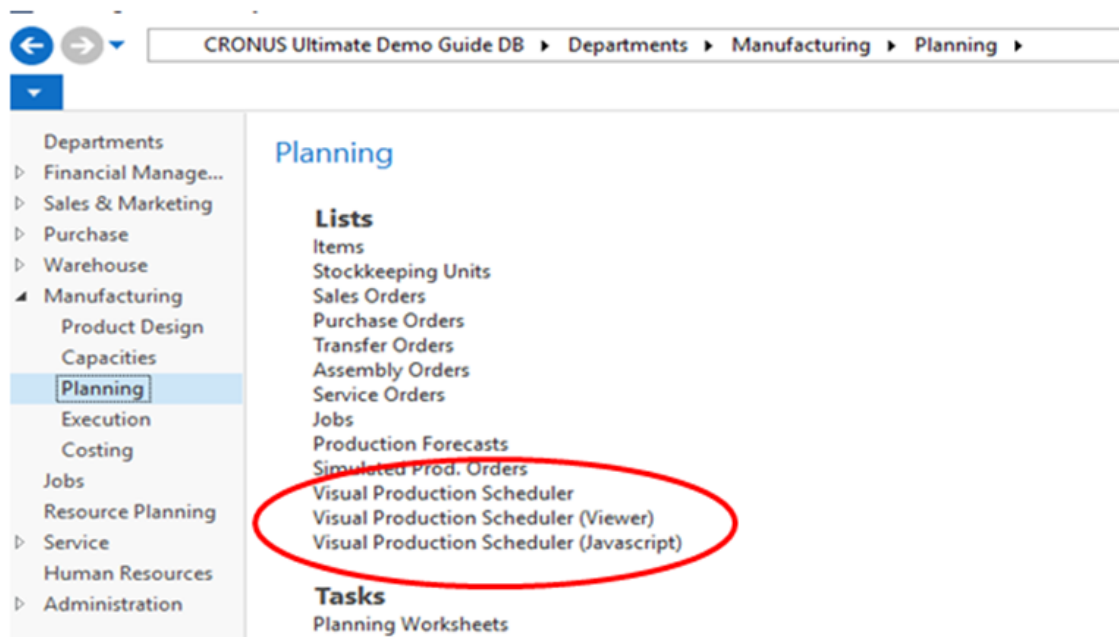 CRONUS Ultimate Demo Guide DB Departments Manufacturing Planning
Departments
Financial Manage...
Sales & Marketing
Purchase
Warehouse
Manufacturing
Product Design
Capacities
Planning
Execution
Costing
Jobs
Resource Planning
Service
Human Resources
Administration
Planning
Lists
Items
Stockkeeping Units
Sales Orders
Purchase Orders
Transfer Orders
Assembly Orders
Service Orders
Jobs
Production Forecasts
Simulated Prod. Orders
Visual Production Scheduler
Visual Production Scheduler (Viewer)
Visual Production Scheduler (Javascript)
Tasks
Planning Worksheets